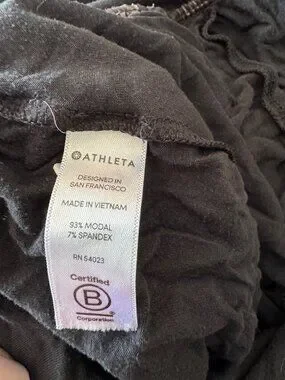 ATHLETA
DESIGNED IN
SAN FRANCISCO
MADE IN VIETNAM
93% MODAL
7% SPANDEX
RN 54023
Certified
B
Corporation